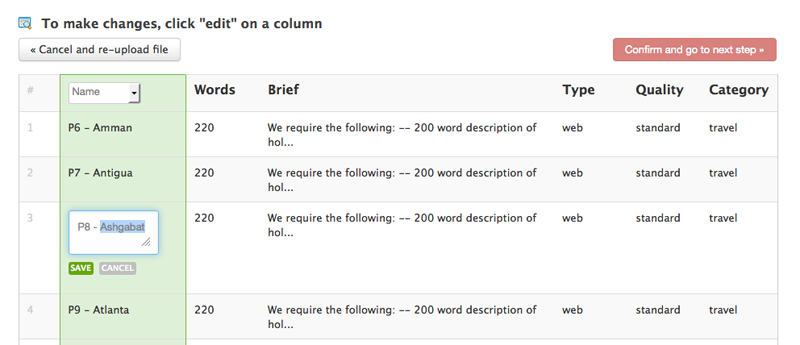 To make changes, click "edit" on a column
« Cancel and re-upload file
Confirm and go to next step »
# Name Words Brief Type Quality Category
1 P6 – Amman 220 We require the following: -- 200 word description of hol... web standard travel
2 P7 – Antigua 220 We require the following: -- 200 word description of hol... web standard travel
3 P8 - Ashgabat 220 We require the following: -- 200 word description of hol... web standard travel
SAVE CANCEL
4 P9 – Atlanta 220 We require the following: -- 200 word description of hol... web standard travel